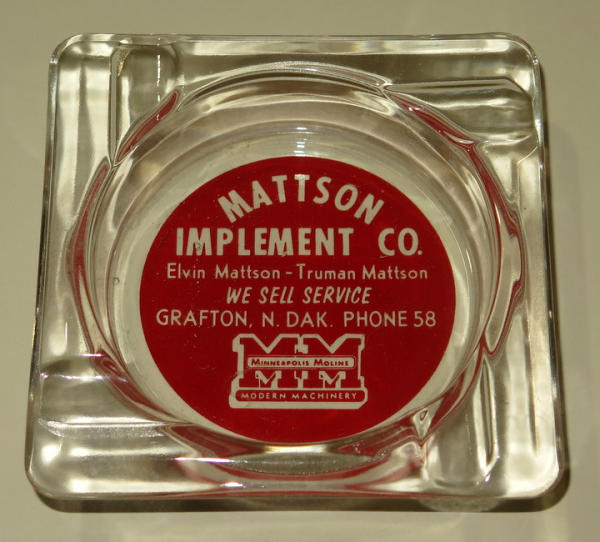 MATTSON
IMPLEMENT CO.
Elvin Mattson - Truman Mattson
WE SELL SERVICE
GRAFTON, N. DAK. PHONE 58
MM
MINNEAPOLIS MOLINE
MTM
MODERN MACHINERY